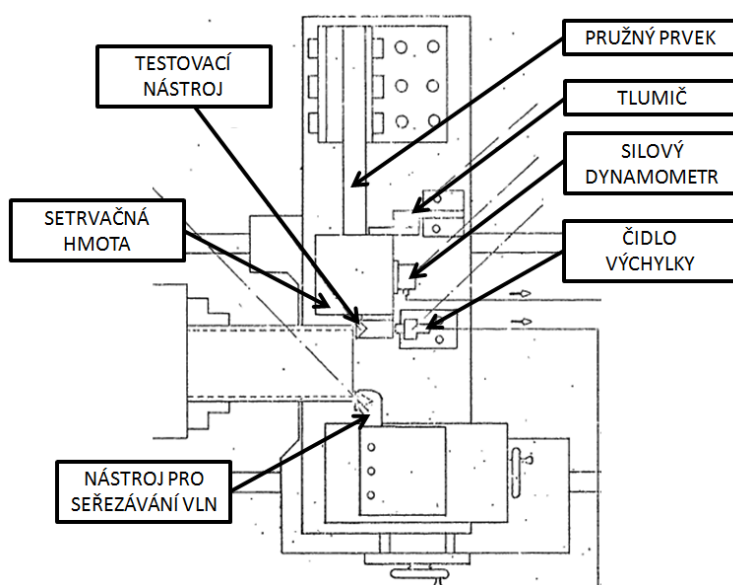 PRUŽNÝ PRVEK
TESTOVACÍ
NÁSTROJ
TLUMIČ
SILOVÝ
DYNAMOMETR
SETRVAČNÁ
HMOTA
ČIDLO
VÝCHYLKY
NÁSTROJ PRO
SEŘEZÁVÁNÍ VLN